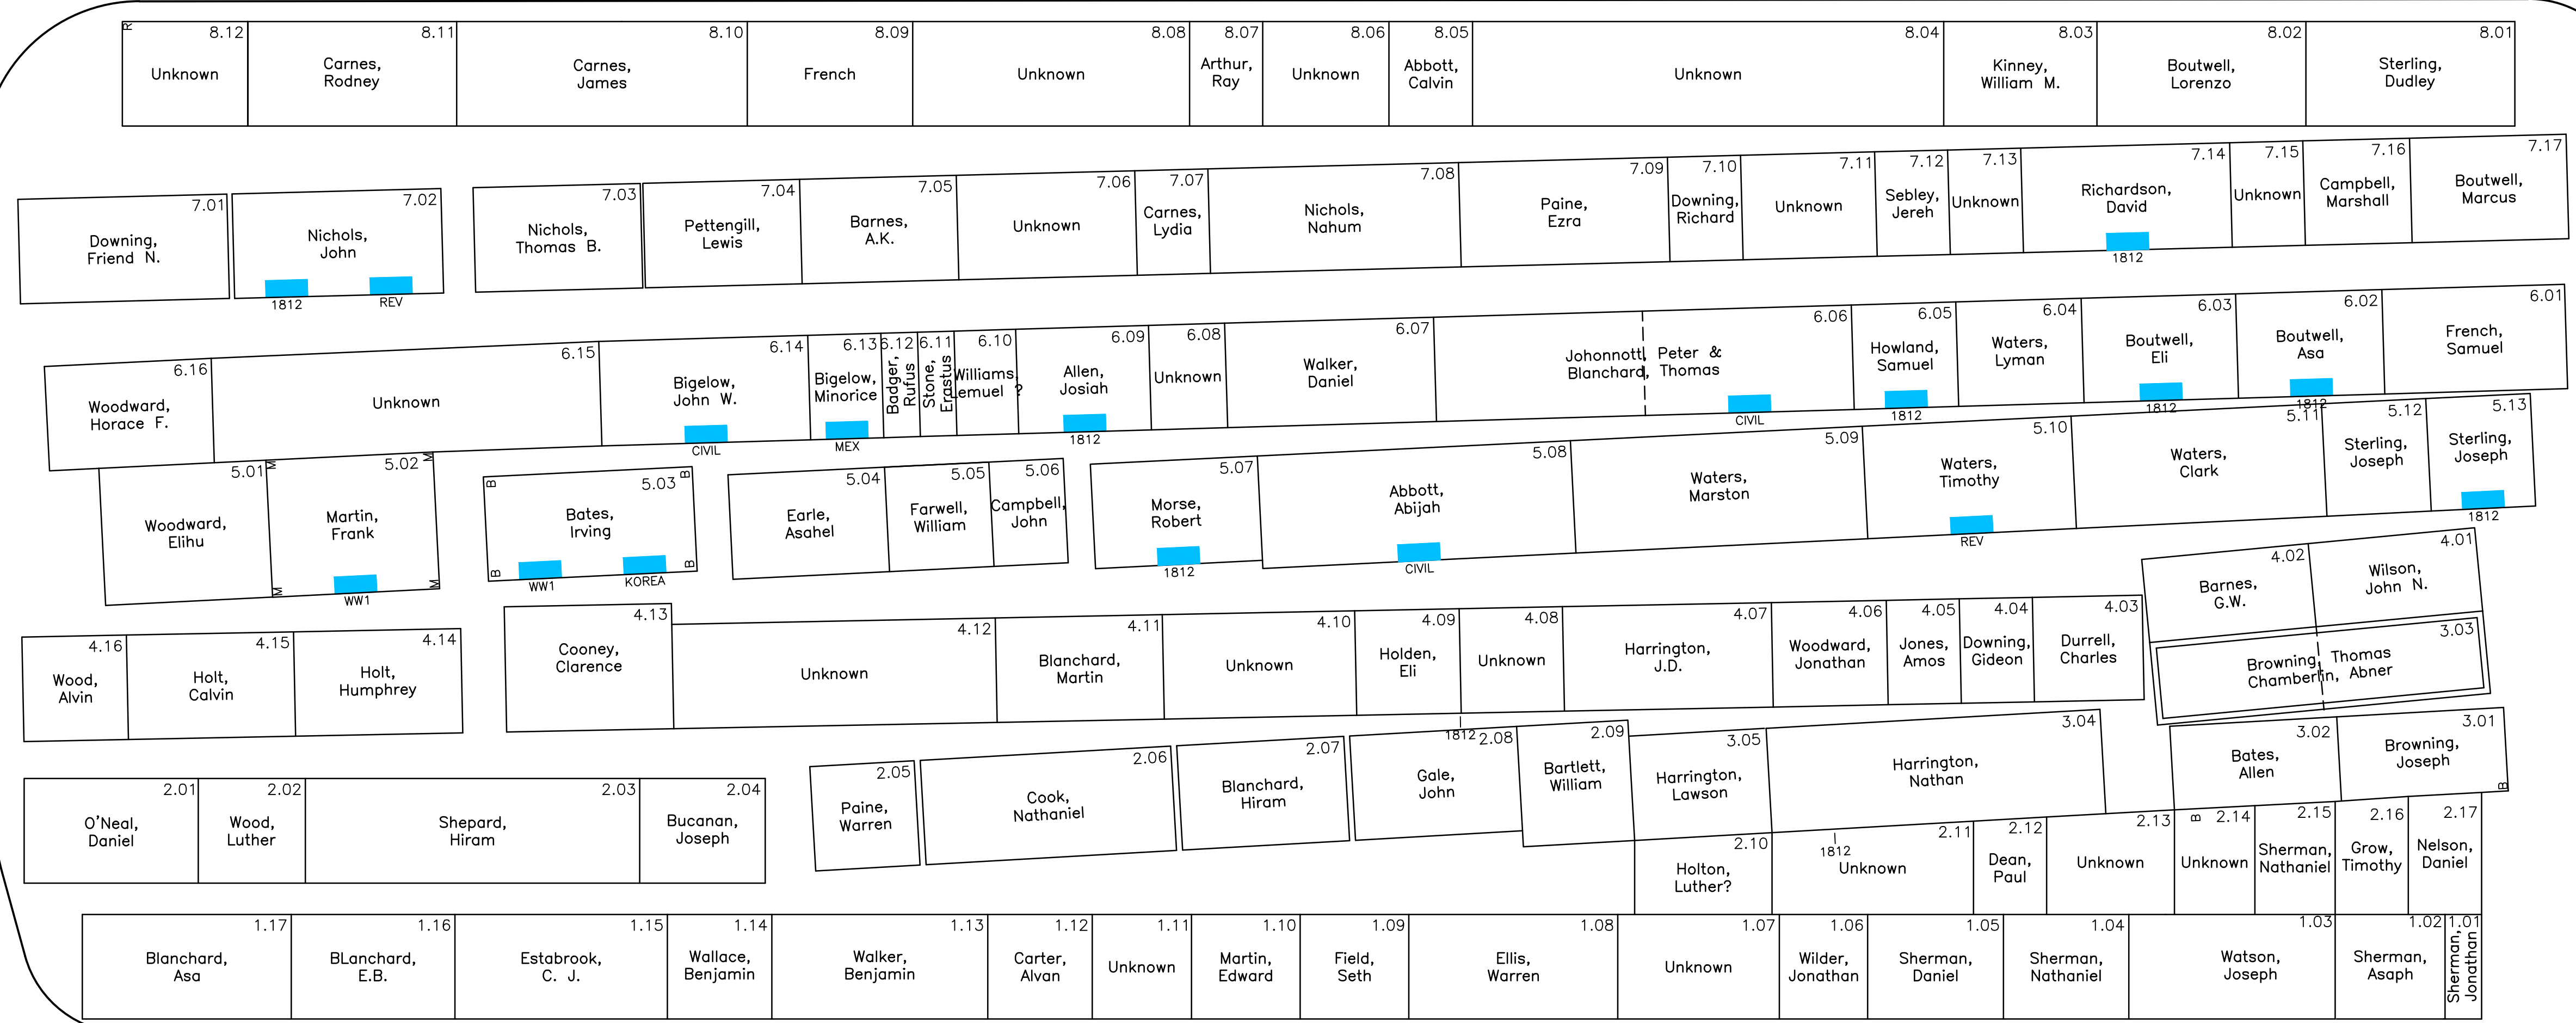 R
8.12
Unknown
8.11
Carnes,
Rodney
8.10
Carnes,
James
8.09
French
8.08
Unknown
8.07
Arthur,
Ray
8.06
Unknown
8.05
Abbott,
Calvin
8.04
Unknown
8.03
Kinney,
William M.
8.02
Boutwell,
Lorenzo
8.01
Sterling,
Dudley
7.01
Downing,
Friend N.
7.02
Nichols,
John
1812
REV
7.03
Nichols,
Thomas B.
7.04
Pettengill,
Lewis
7.05
Barnes,
A.K.
7.06
Unknown
7.07
Carnes,
Lydia
7.08
Nichols,
Nahum
7.09
Paine,
Ezra
7.10
Downing,
Richard
7.11
Unknown
7.12
Sebley,
Jereh
7.13
Unknown
7.14
Richardson,
David
1812
7.15
Unknown
7.16
Campbell,
Marshall
7.17
Boutwell,
Marcus
6.16
Woodward,
Horace F.
6.15
Unknown
6.14
Bigelow,
John W.
CIVIL
6.13
Bigelow,
Minorice
MEX
6.12
Badger,
Rufus
6.11
Stone,
Erastus
6.10
Williams,
Lemuel ?
6.09
Allen,
Josiah
1812
6.08
Unknown
6.07
Walker,
Daniel
6.06
Johonnott, Peter &
Blanchard, Thomas
CIVIL
6.05
Howland,
Samuel
1812
6.04
Waters,
Lyman
6.03
Boutwell,
Eli
1812
6.02
Boutwell,
Asa
1812
6.01
French,
Samuel
5.01
Woodward,
Elihu
M
M
5.02
Martin,
Frank
M
M
WW1
B
B
5.03
Bates,
Irving
B
B
WW1
KOREA
5.04
Earle,
Asahel
5.05
Farwell,
William
5.06
Campbell,
John
5.07
Morse,
Robert
1812
5.08
Abbott,
Abijah
CIVIL
5.09
Waters,
Marston
5.10
Waters,
Timothy
REV
5.11
Waters,
Clark
5.12
Sterling,
Joseph
5.13
Sterling,
Joseph
1812
4.16
Wood,
Alvin
4.15
Holt,
Calvin
4.14
Holt,
Humphrey
4.13
Cooney,
Clarence
4.12
Unknown
4.11
Blanchard,
Martin
4.10
Unknown
4.09
Holden,
Eli
1812
4.08
Unknown
4.07
Harrington,
J.D.
4.06
Woodward,
Jonathan
4.05
Jones,
Amos
4.04
Downing,
Gideon
4.03
Durrell,
Charles
4.02
Barnes,
G.W.
4.01
Wilson,
John N.
3.03
Browning, Thomas
Chamberlin, Abner
2.01
O'Neal,
Daniel
2.02
Wood,
Luther
2.03
Shepard,
Hiram
2.04
Bucanan,
Joseph
2.05
Paine,
Warren
2.06
Cook,
Nathaniel
2.07
Blanchard,
Hiram
2.08
Gale,
John
2.09
Bartlett,
William
3.05
Harrington,
Lawson
3.04
Harrington,
Nathan
1812
3.02
Bates,
Allen
3.01
Browning,
Joseph
B
2.10
Holton,
Luther?
2.11
Unknown
2.12
Dean,
Paul
2.13
Unknown
B
2.14
Unknown
2.15
Sherman,
Nathaniel
2.16
Grow,
Timothy
2.17
Nelson,
Daniel
1.17
Blanchard,
Asa
1.16
BLanchard,
E.B.
1.15
Estabrook,
C. J.
1.14
Wallace,
Benjamin
1.13
Walker,
Benjamin
1.12
Carter,
Alvan
1.11
Unknown
1.10
Martin,
Edward
1.09
Field,
Seth
1.08
Ellis,
Warren
1.07
Unknown
1.06
Wilder,
Jonathan
1.05
Sherman,
Daniel
1.04
Sherman,
Nathaniel
1.03
Watson,
Joseph
1.02
Sherman,
Asaph
1.01
Sherman,
Jonathan